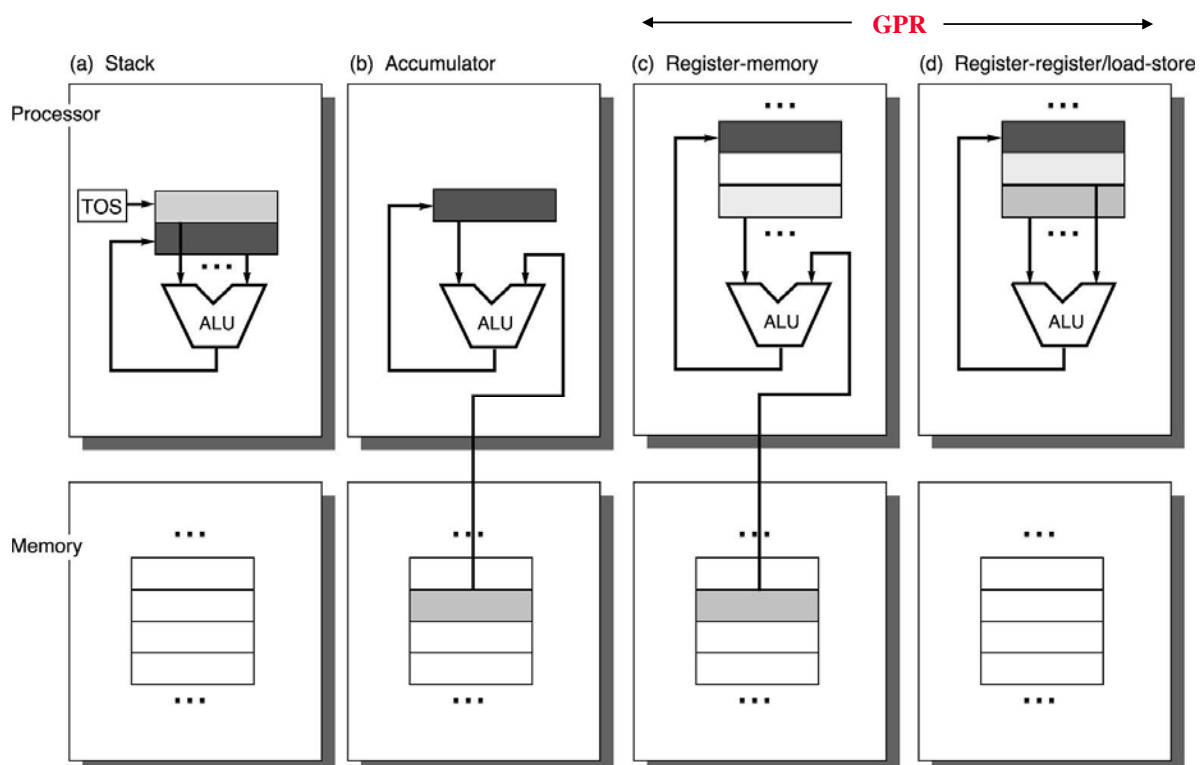 GPR
(a) Stack
(b) Accumulator
(c) Register-memory
(d) Register-register/load-store
Processor
TOS
...
...
...
...
...
ALU
ALU
ALU
ALU
Memory
...
...
...
...
...
...
...
...